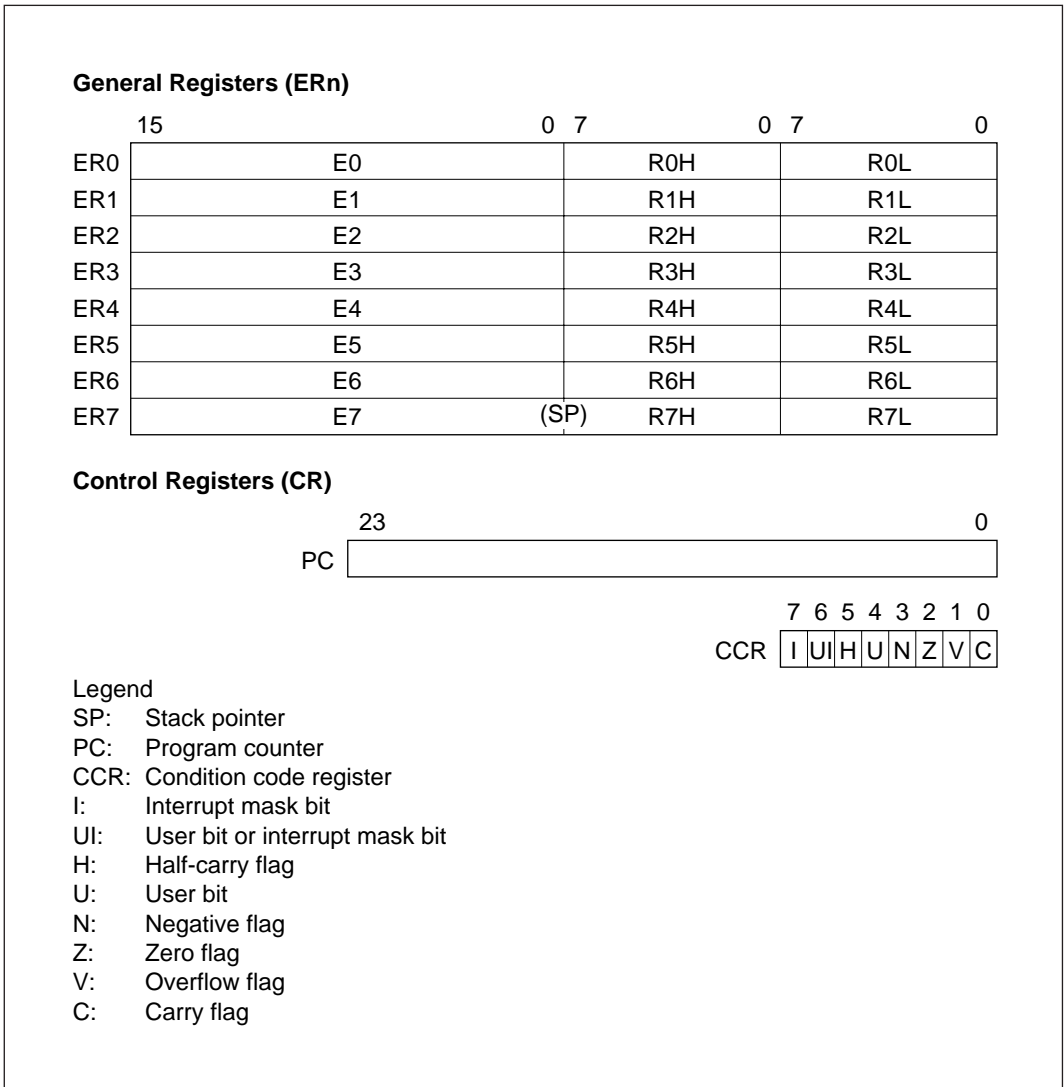 General Registers (ERn)
15 0 7 0 7 0
ER0 E0 R0H R0L
ER1 E1 R1H R1L
ER2 E2 R2H R2L
ER3 E3 R3H R3L
ER4 E4 R4H R4L
ER5 E5 R5H R5L
ER6 E6 R6H R6L
ER7 E7 (SP) R7H R7L
Control Registers (CR)
23 0
PC
7 6 5 4 3 2 1 0
CCR I UI H U N Z V C
Legend
SP: Stack pointer
PC: Program counter
CCR: Condition code register
I: Interrupt mask bit
UI: User bit or interrupt mask bit
H: Half-carry flag
U: User bit
N: Negative flag
Z: Zero flag
V: Overflow flag
C: Carry flag